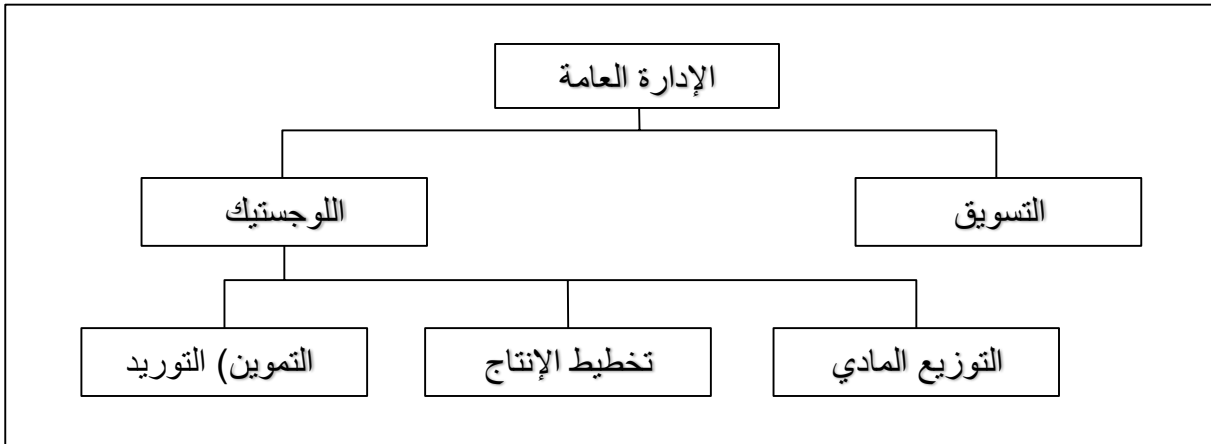 الإدارة العامة
التسويق
اللوجستيك
التوزيع المادي
تخطيط الإنتاج
التموين) التوريد